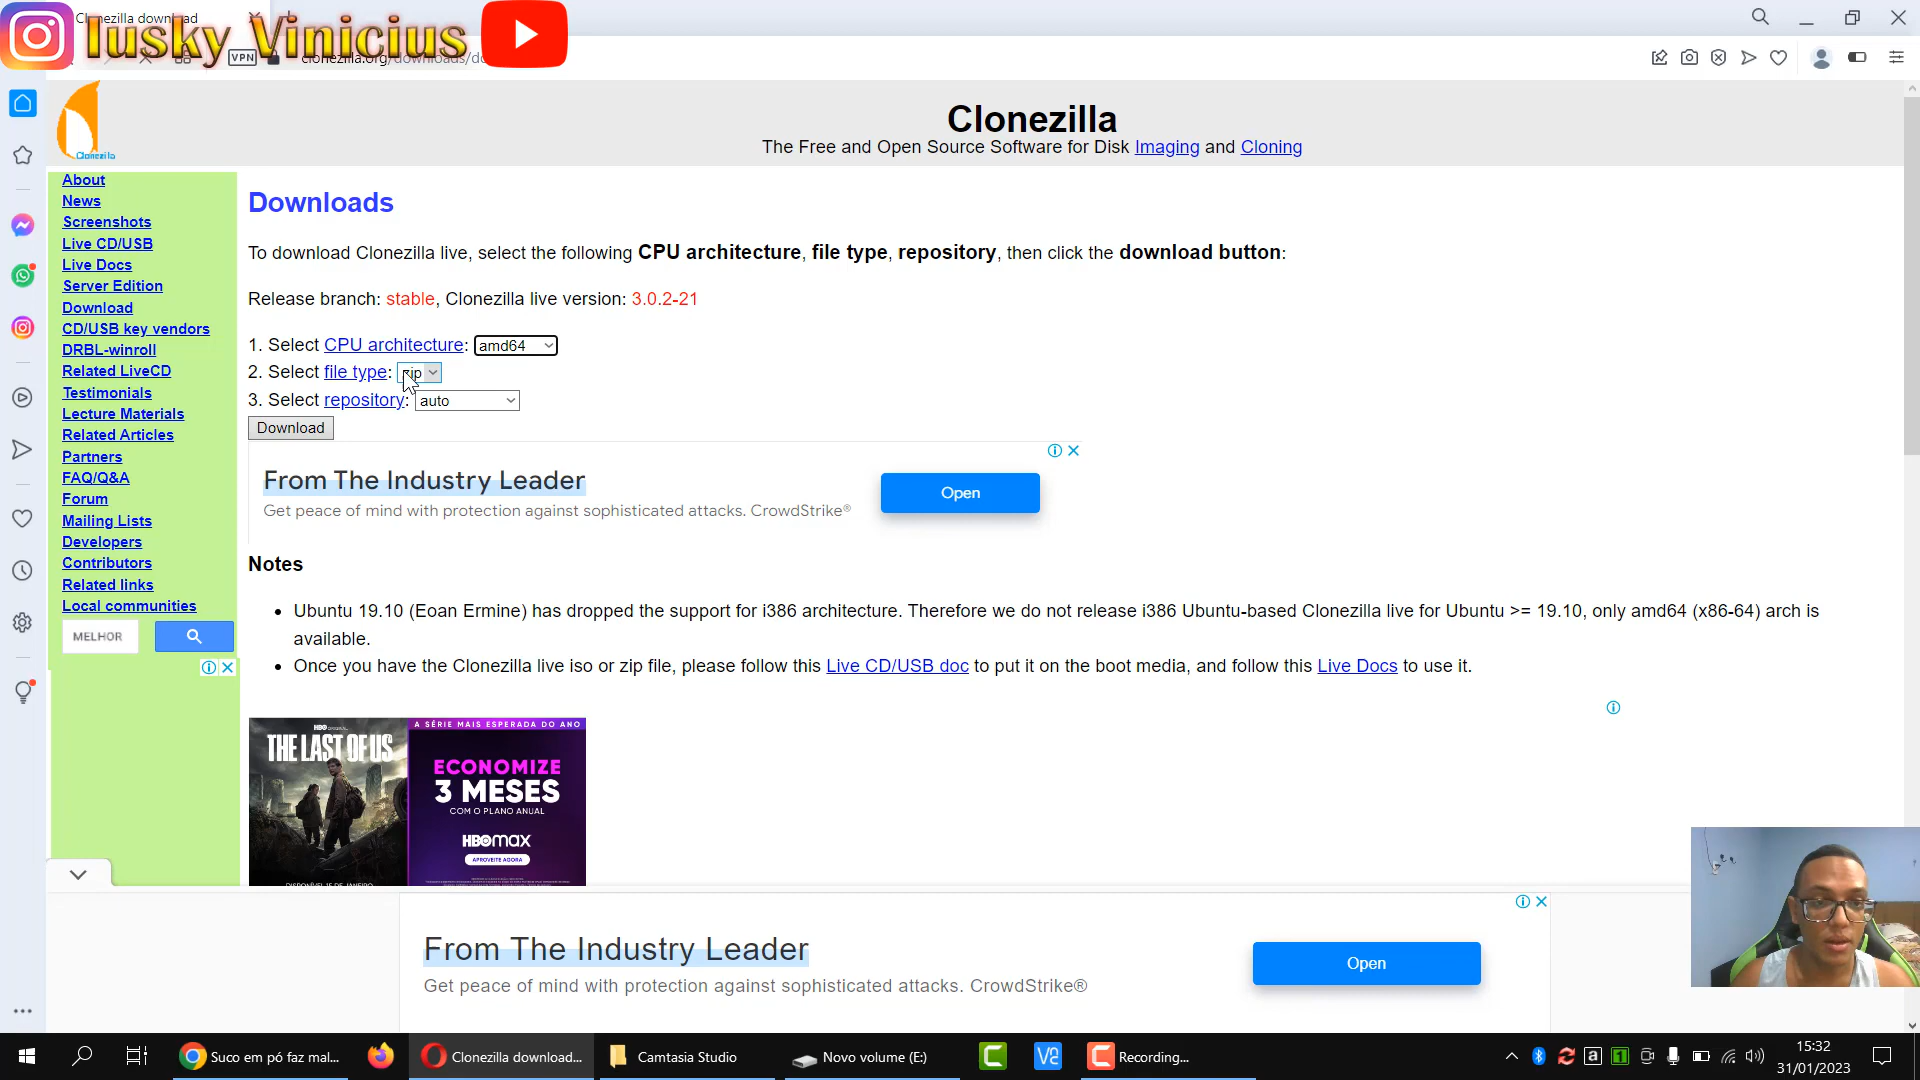 Clonezilla download
Iusky Vinicius
VPN
clonezilla.org/downloads/do
Clonezilla
Clonezilla
The Free and Open Source Software for Disk Imaging and Cloning
About
News
Screenshots
Live CD/USB
Live Docs
Server Edition
Download
CD/USB key vendors
DRBL-winroll
Related LiveCD
Testimonials
Lecture Materials
Related Articles
Partners
FAQ/Q&A
Forum
Mailing Lists
Developers
Contributors
Related links
Local communities
MELHOR
Downloads
To download Clonezilla live, select the following CPU architecture, file type, repository, then click the download button:
Release branch: stable, Clonezilla live version: 3.0.2-21
1. Select CPU architecture: amd64
2. Select file type: zip
3. Select repository: auto
Download
From The Industry Leader
Get peace of mind with protection against sophisticated attacks. CrowdStrike®
Open
Notes
• Ubuntu 19.10 (Eoan Ermine) has dropped the support for i386 architecture. Therefore we do not release i386 Ubuntu-based Clonezilla live for Ubuntu >= 19.10, only amd64 (x86-64) arch is
available.
• Once you have the Clonezilla live iso or zip file, please follow this Live CD/USB doc to put it on the boot media, and follow this Live Docs to use it.
HBO
THE LAST OF US
A SÉRIE MAIS ESPERADA DO ANO
ECONOMIZE
3 MESES
COM O PLANO ANUAL
HBOMAX
APROVEITE AGORA
From The Industry Leader
Get peace of mind with protection against sophisticated attacks. CrowdStrike®
Open
Suco em pó faz mal...
Clonezilla download...
Camtasia Studio
Novo volume (E:)
Recording...
15:32
31/01/2023